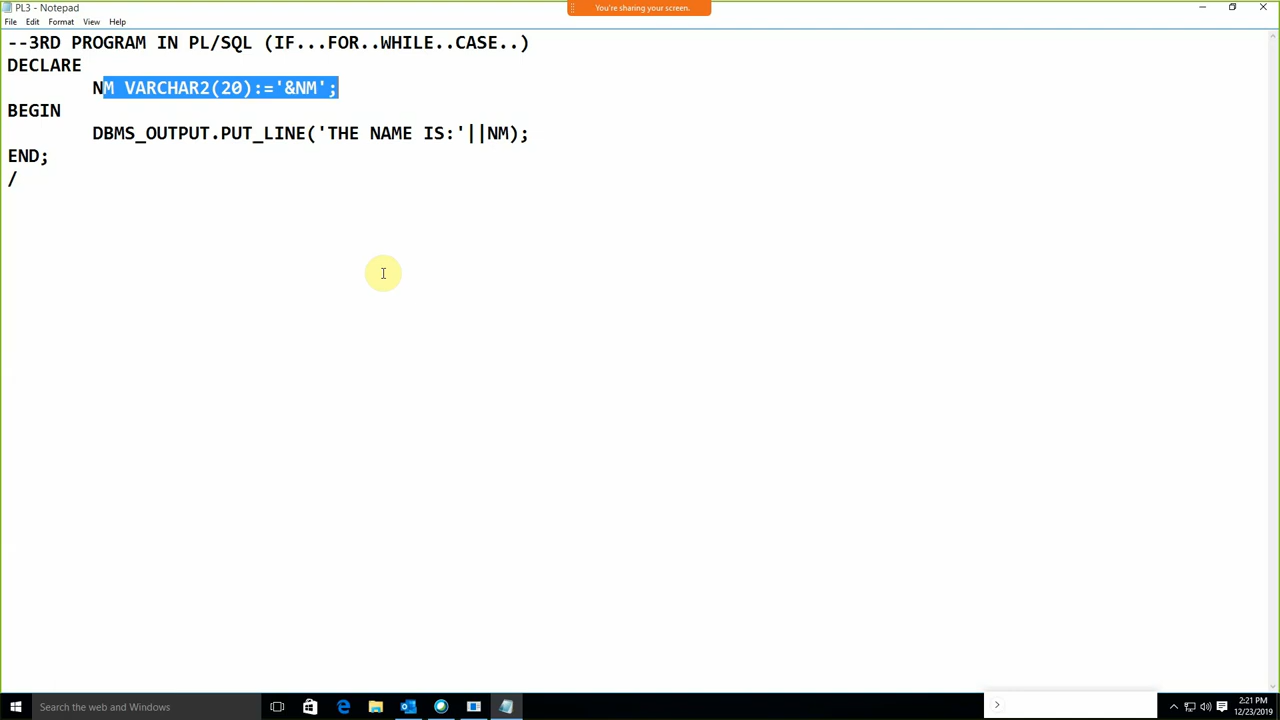 PL3 - Notepad
You're sharing your screen.
File Edit Format View Help
--3RD PROGRAM IN PL/SQL (IF...FOR..WHILE..CASE..)
DECLARE
NM VARCHAR2(20):='&NM';
BEGIN
DBMS_OUTPUT.PUT_LINE('THE NAME IS:'||NM);
END;
/
Search the web and Windows
2:21 PM
12/23/2019